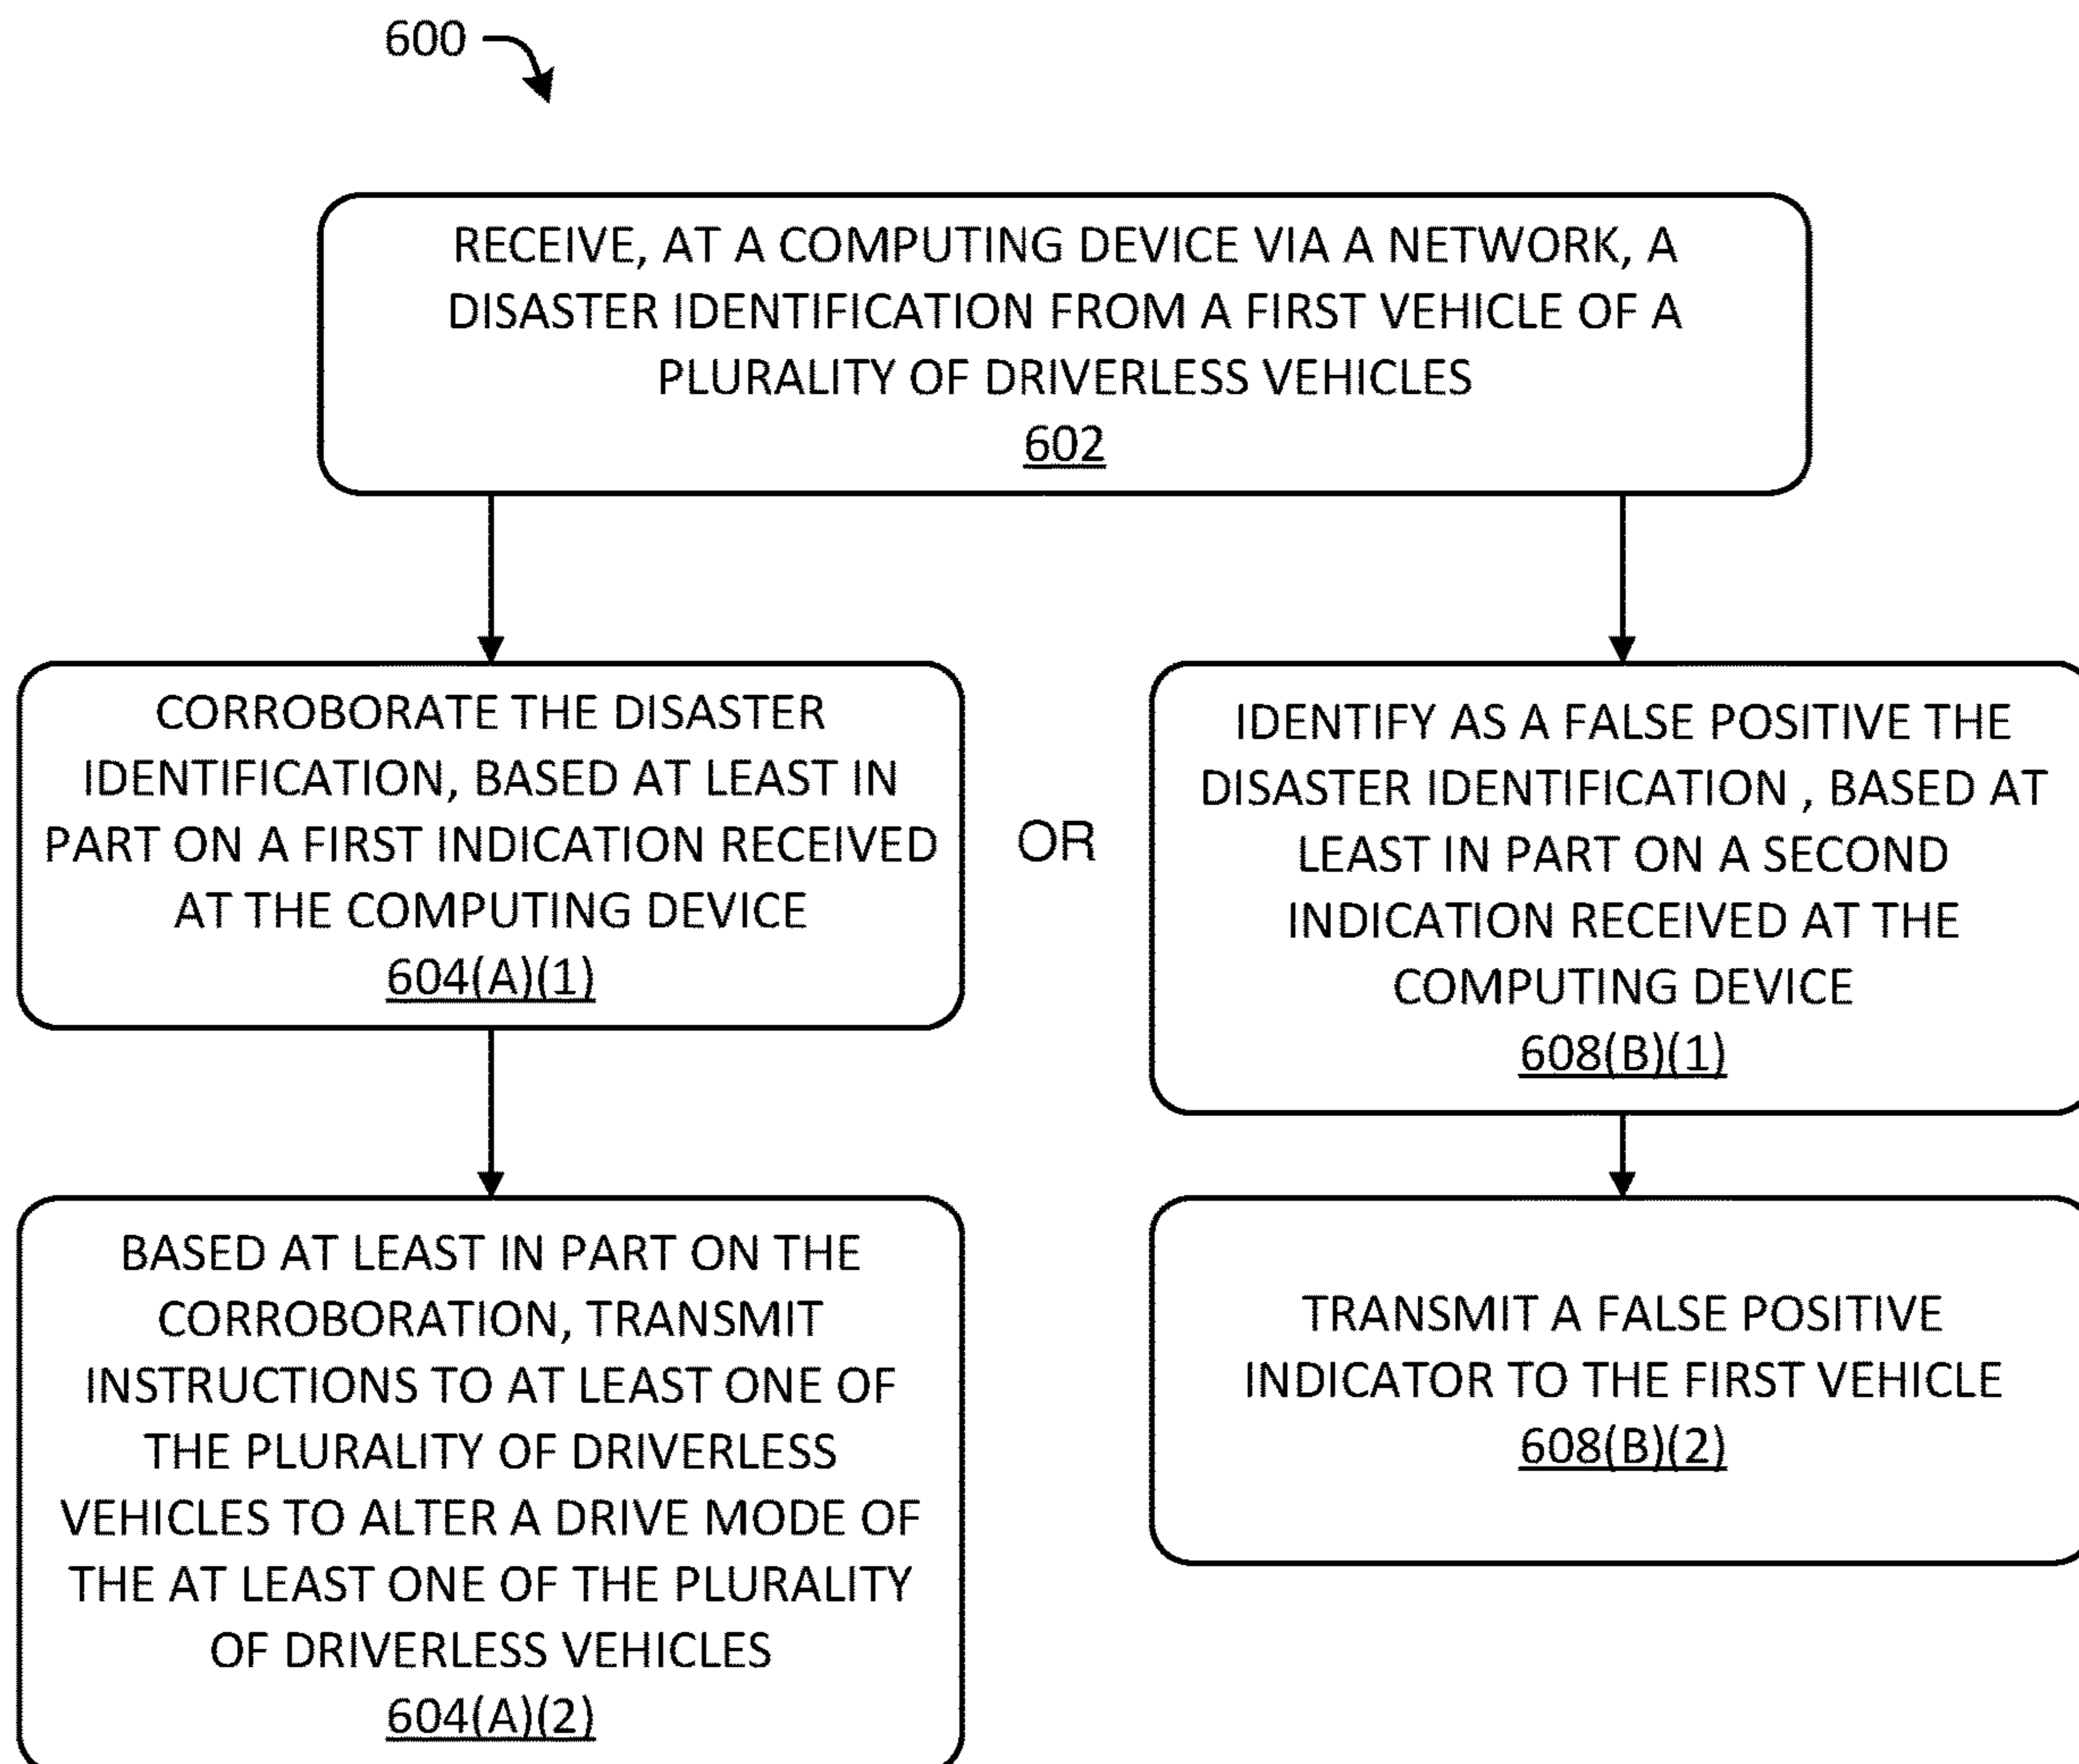 600
RECEIVE, AT A COMPUTING DEVICE VIA A NETWORK, A
DISASTER IDENTIFICATION FROM A FIRST VEHICLE OF A
PLURALITY OF DRIVERLESS VEHICLES
602
CORROBORATE THE DISASTER
IDENTIFICATION, BASED AT LEAST IN
PART ON A FIRST INDICATION RECEIVED
AT THE COMPUTING DEVICE
604(A)(1)
OR
IDENTIFY AS A FALSE POSITIVE THE
DISASTER IDENTIFICATION , BASED AT
LEAST IN PART ON A SECOND
INDICATION RECEIVED AT THE
COMPUTING DEVICE
608(B)(1)
BASED AT LEAST IN PART ON THE
CORROBORATION, TRANSMIT
INSTRUCTIONS TO AT LEAST ONE OF
THE PLURALITY OF DRIVERLESS
VEHICLES TO ALTER A DRIVE MODE OF
THE AT LEAST ONE OF THE PLURALITY
OF DRIVERLESS VEHICLES
604(A)(2)
TRANSMIT A FALSE POSITIVE
INDICATOR TO THE FIRST VEHICLE
608(B)(2)